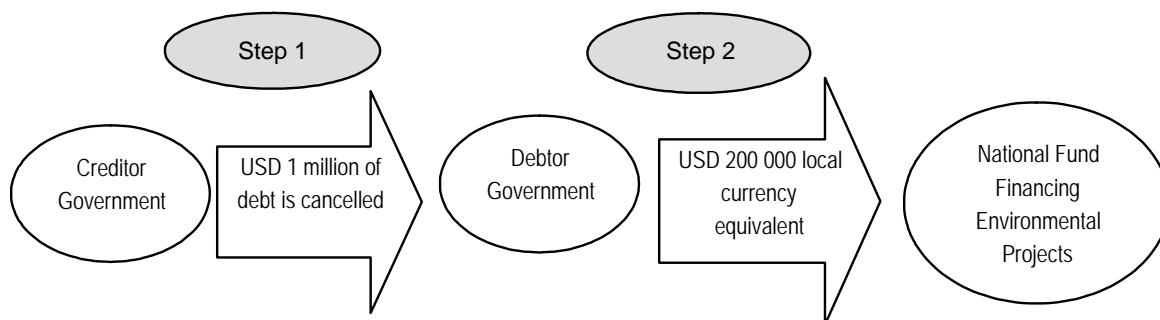 Step 1
Step 2
Creditor
Government
USD 1 million of
debt is cancelled
Debtor
Government
USD 200 000 local
currency
equivalent
National Fund
Financing
Environmental
Projects